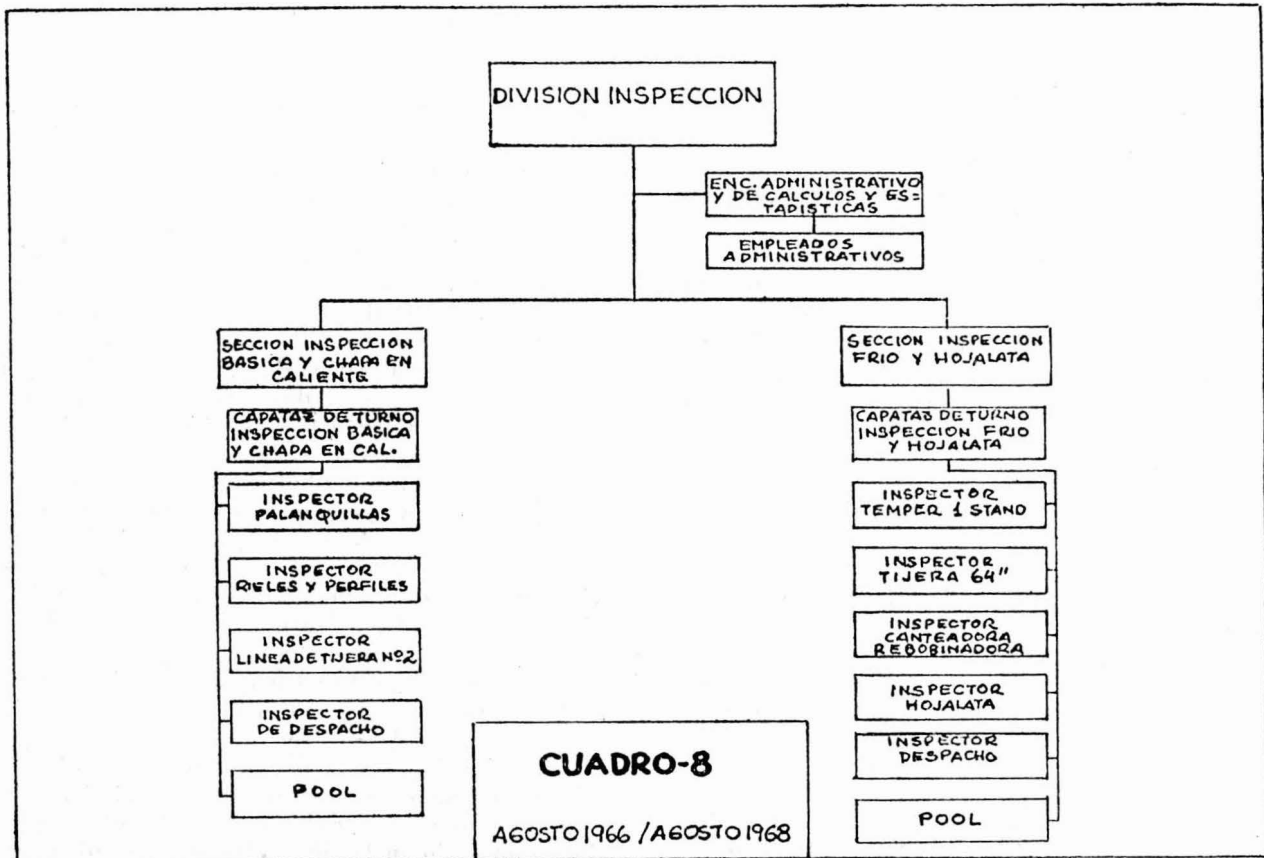 DIVISION INSPECCION
ENC. ADMINISTRATIVO
Y DE CALCULOS Y ES=
TADISTICAS
EMPLEADOS
ADMINISTRATIVOS
SECCION INSPECCION
BASICA Y CHAPA EN
CALIENTE
CAPATAZ DE TURNO
INSPECCION BASICA
Y CHAPA EN CAL.
INSPECTOR
PALANQUILLAS
INSPECTOR
RIELES Y PERFILES
INSPECTOR
LINEA DE TIJERA Nº2
INSPECTOR
DE DESPACHO
POOL
SECCION INSPECCION
FRIO Y HOJALATA
CAPATAZ DE TURNO
INSPECCION FRIO
Y HOJALATA
INSPECTOR
TEMPER 1 STAND
INSPECTOR
TIJERA 64"
INSPECTOR
CANTEADORA
REBOBINADORA
INSPECTOR
HOJALATA
INSPECTOR
DESPACHO
POOL
CUADRO-8
AGOSTO 1966 / AGOSTO 1968